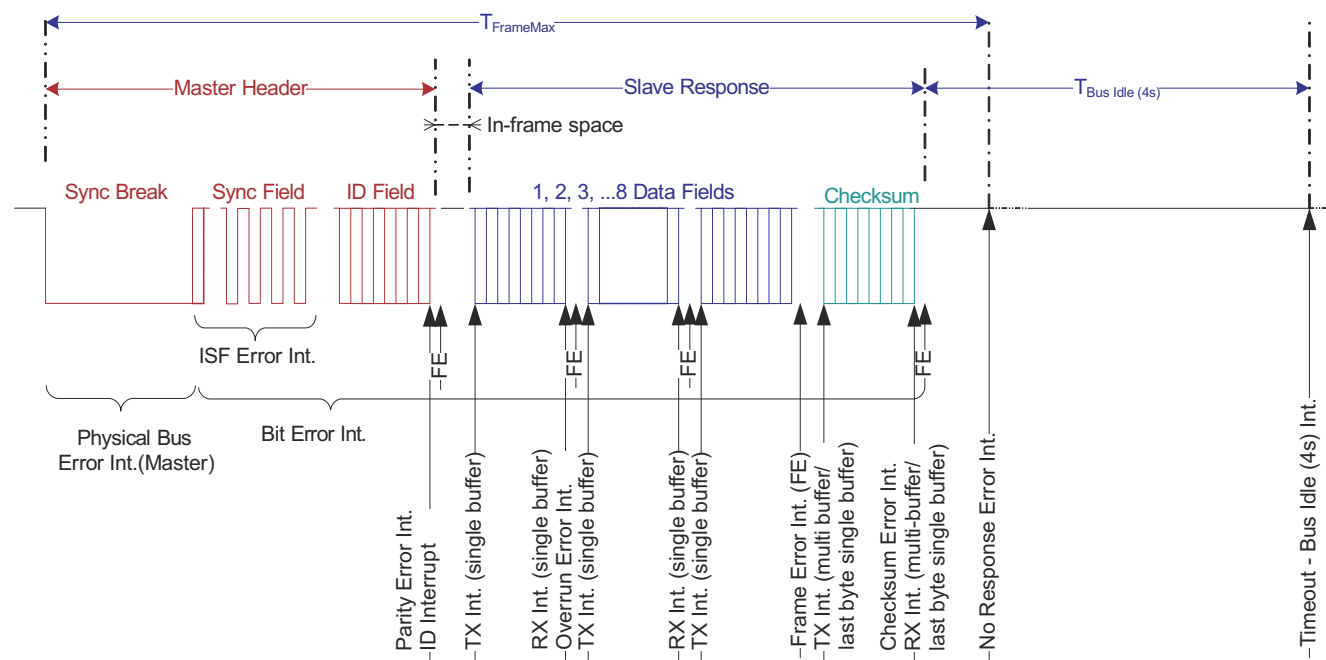 TFrameMax
Master Header
Slave Response
TBus Idle (4s)
In-frame space
Sync Break
Sync Field
ID Field
1, 2, 3, ...8 Data Fields
Checksum
ISF Error Int.
FE
FE
FE
FE
Physical Bus
Error Int.(Master)
Bit Error Int.
Parity Error Int.
ID Interrupt
TX Int. (single buffer)
RX Int. (single buffer)
Overrun Error Int.
TX Int. (single buffer)
RX Int. (single buffer)
TX Int. (single buffer)
Frame Error Int. (FE)
TX Int. (multi buffer/
last byte single buffer)
Checksum Error Int.
RX Int. (multi-buffer/
last byte single buffer)
No Response Error Int.
Timeout - Bus Idle (4s) Int.